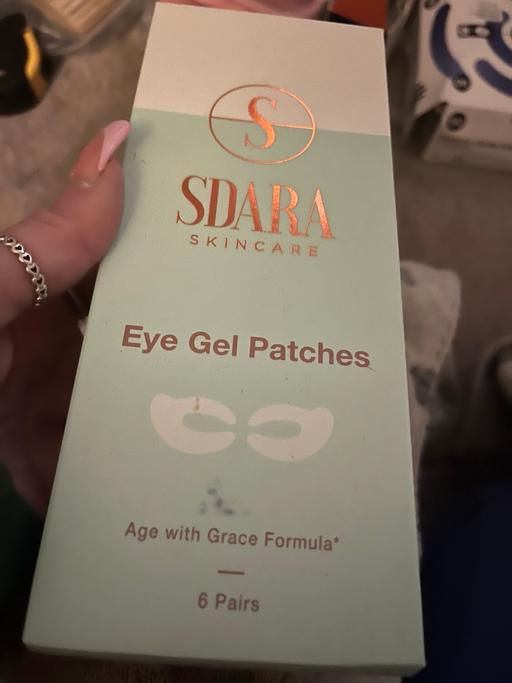 S
SDARA
SKINCARE
Eye Gel Patches
Age with Grace Formula*
6 Pairs